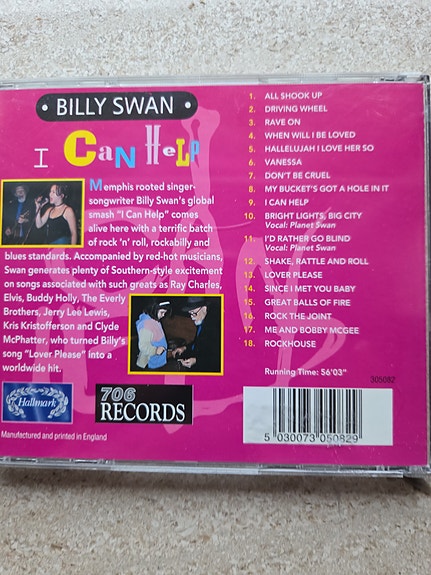 • BILLY SWAN •
I CaN HeLP
Memphis rooted singer-
songwriter Billy Swan's global
smash "I Can Help" comes
alive here with a terrific batch
of rock 'n' roll, rockabilly and
blues standards. Accompanied by red-hot musicians,
Swan generates plenty of Southern-style excitement
on songs associated with such greats as Ray Charles,
Elvis, Buddy Holly, The Everly
Brothers, Jerry Lee Lewis,
Kris Kristofferson and Clyde
McPhatter, who turned Billy's
song "Lover Please" into a
worldwide hit.
Hallmark
706
RECORDS
Manufactured and printed in England
1. ALL SHOOK UP
2. DRIVING WHEEL
3. RAVE ON
4. WHEN WILL I BE LOVED
5. HALLELUJAH I LOVE HER SO
6. VANESSA
7. DON'T BE CRUEL
8. MY BUCKET'S GOT A HOLE IN IT
9. I CAN HELP
10. BRIGHT LIGHTS, BIG CITY
Vocal: Planet Swan
11. I'D RATHER GO BLIND
Vocal: Planet Swan
12. SHAKE, RATTLE AND ROLL
13. LOVER PLEASE
14. SINCE I MET YOU BABY
15. GREAT BALLS OF FIRE
16. ROCK THE JOINT
17. ME AND BOBBY MCGEE
18. ROCKHOUSE
Running Time: 56'03"
305082
5 030073 050829